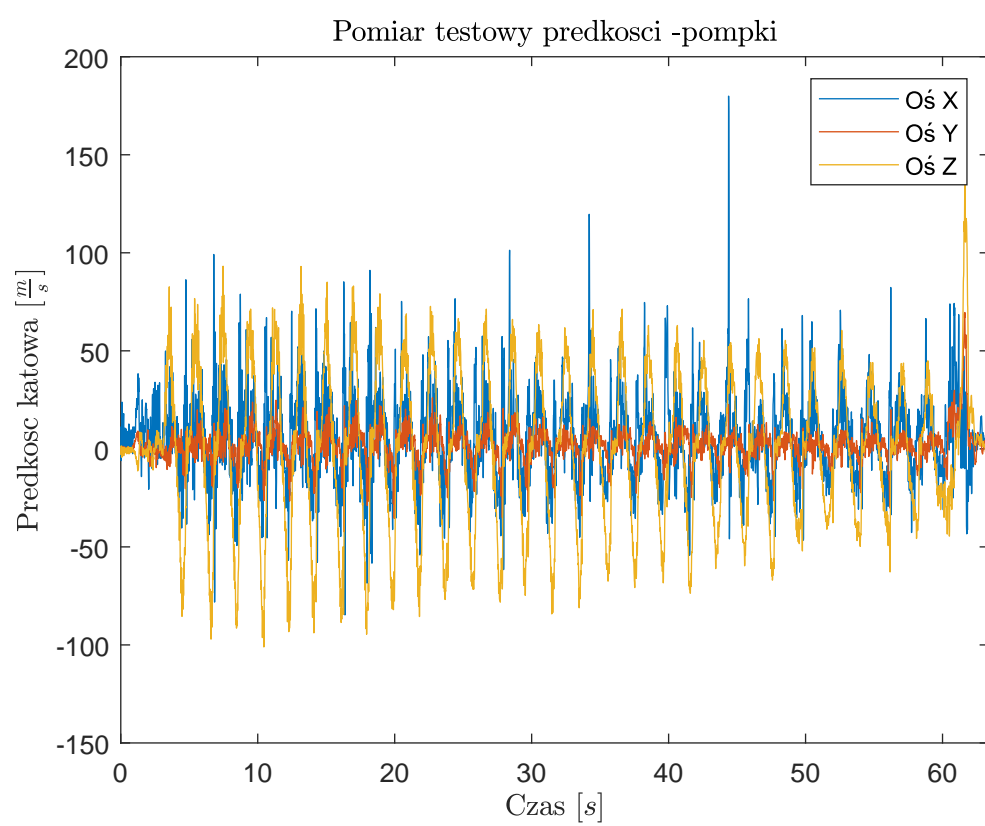 Pomiar testowy predkosci -pompki
200
150
100
50
0
-50
-100
-150
Predkosc katowa [m/s]
Oś X
Oś Y
Oś Z
0 10 20 30 40 50 60
Czas [s]